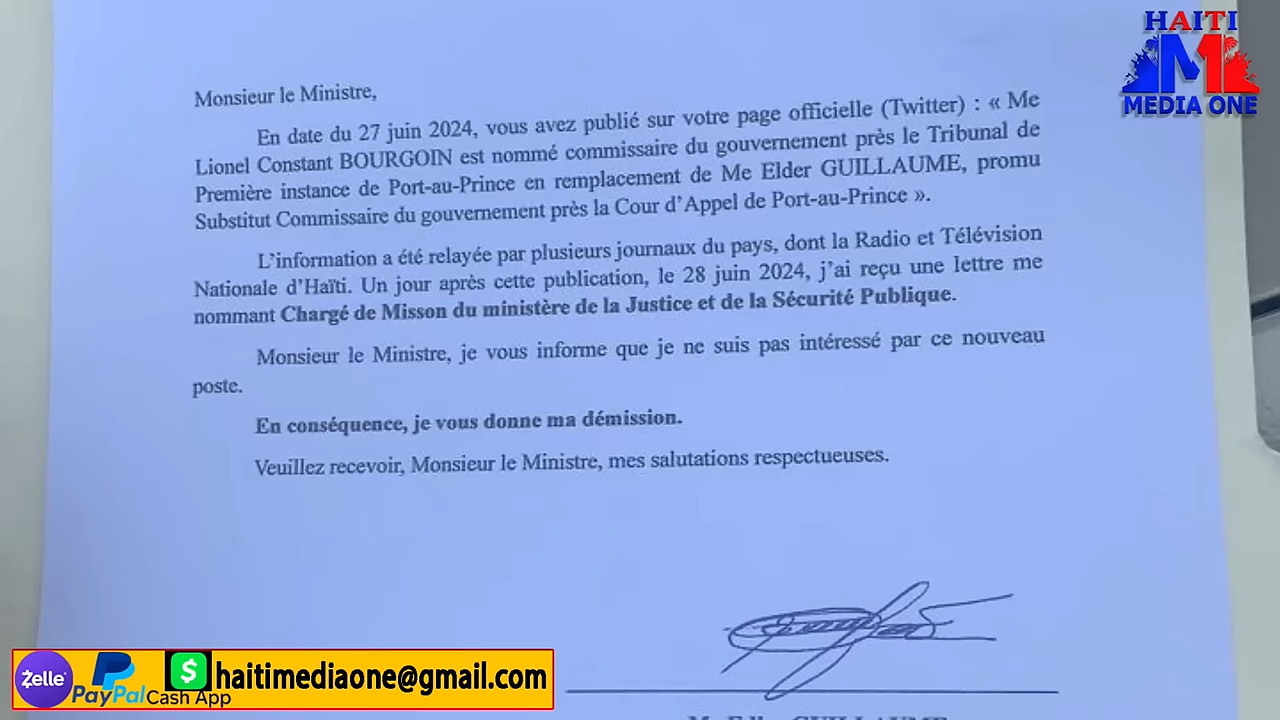 HAITI
M
MEDIA ONE
Monsieur le Ministre,
En date du 27 juin 2024, vous avez publié sur votre page officielle (Twitter) : « Me
Lionel Constant BOURGOIN est nommé commissaire du gouvernement près le Tribunal de
Première instance de Port-au-Prince en remplacement de Me Elder GUILLAUME, promu
Substitut Commissaire du gouvernement près la Cour d'Appel de Port-au-Prince ».
L'information a été relayée par plusieurs journaux du pays, dont la Radio et Télévision
Nationale d'Haïti. Un jour après cette publication, le 28 juin 2024, j'ai reçu une lettre me
nommant Chargé de Misson du ministère de la Justice et de la Sécurité Publique.
Monsieur le Ministre, je vous informe que je ne suis pas intéressé par ce nouveau
poste.
En conséquence, je vous donne ma démission.
Veuillez recevoir, Monsieur le Ministre, mes salutations respectueuses.
Zelle PayPal $ Cash App haitimediaone@gmail.com